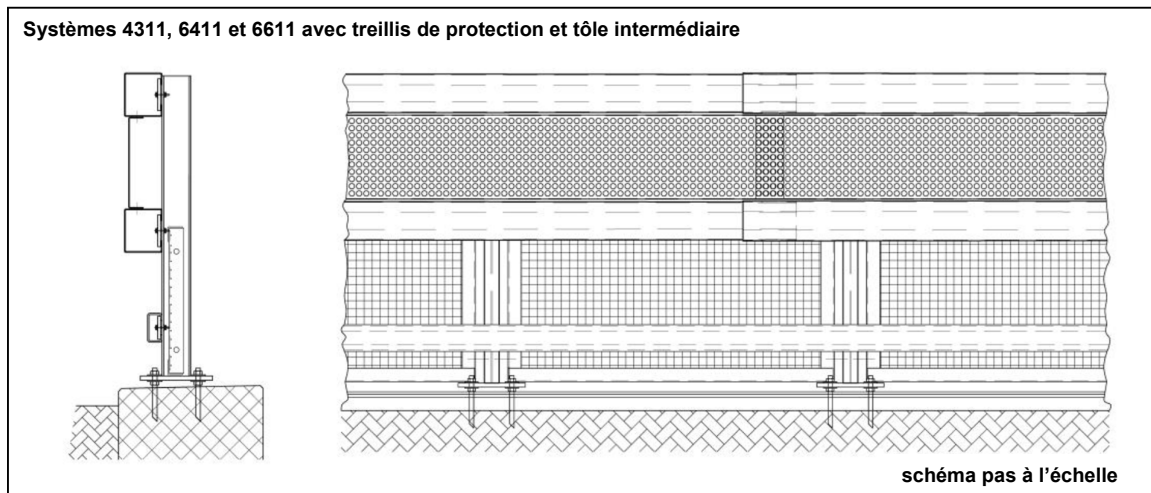 Systèmes 4311, 6411 et 6611 avec treillis de protection et tôle intermédiaire
schéma pas à l'échelle